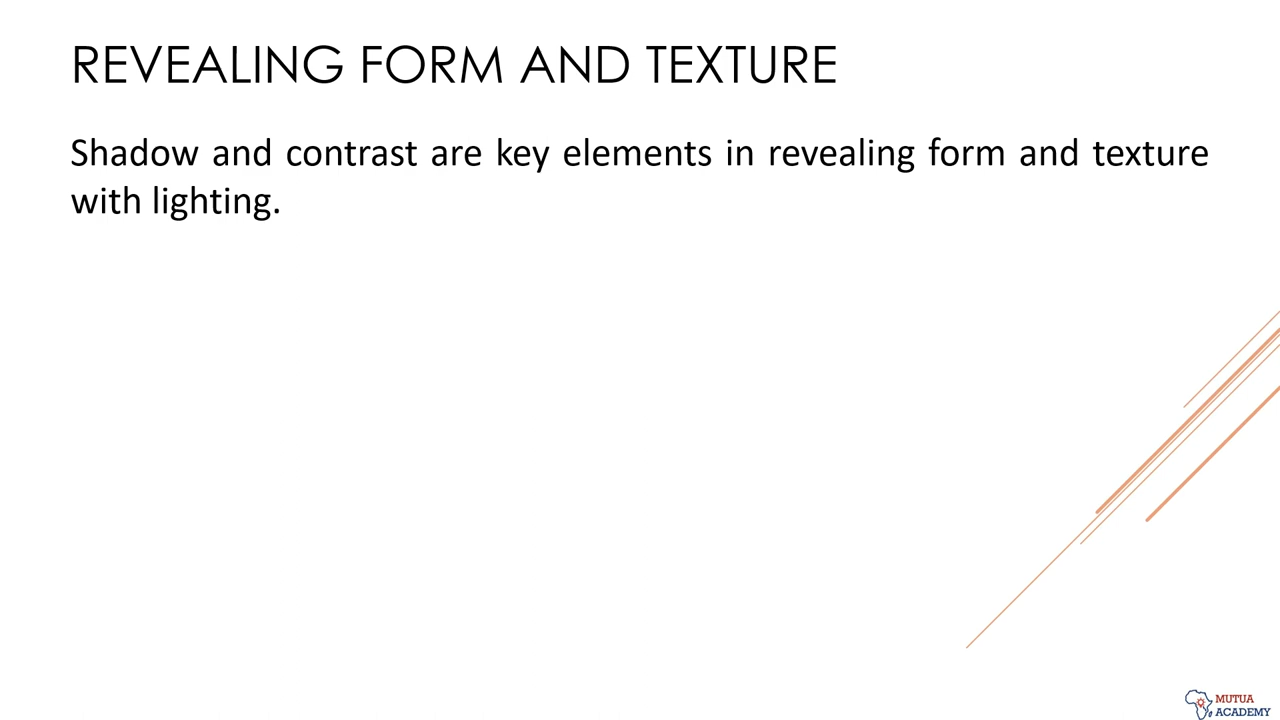 REVEALING FORM AND TEXTURE
Shadow and contrast are key elements in revealing form and texture
with lighting.
MUTUA
ACADEMY